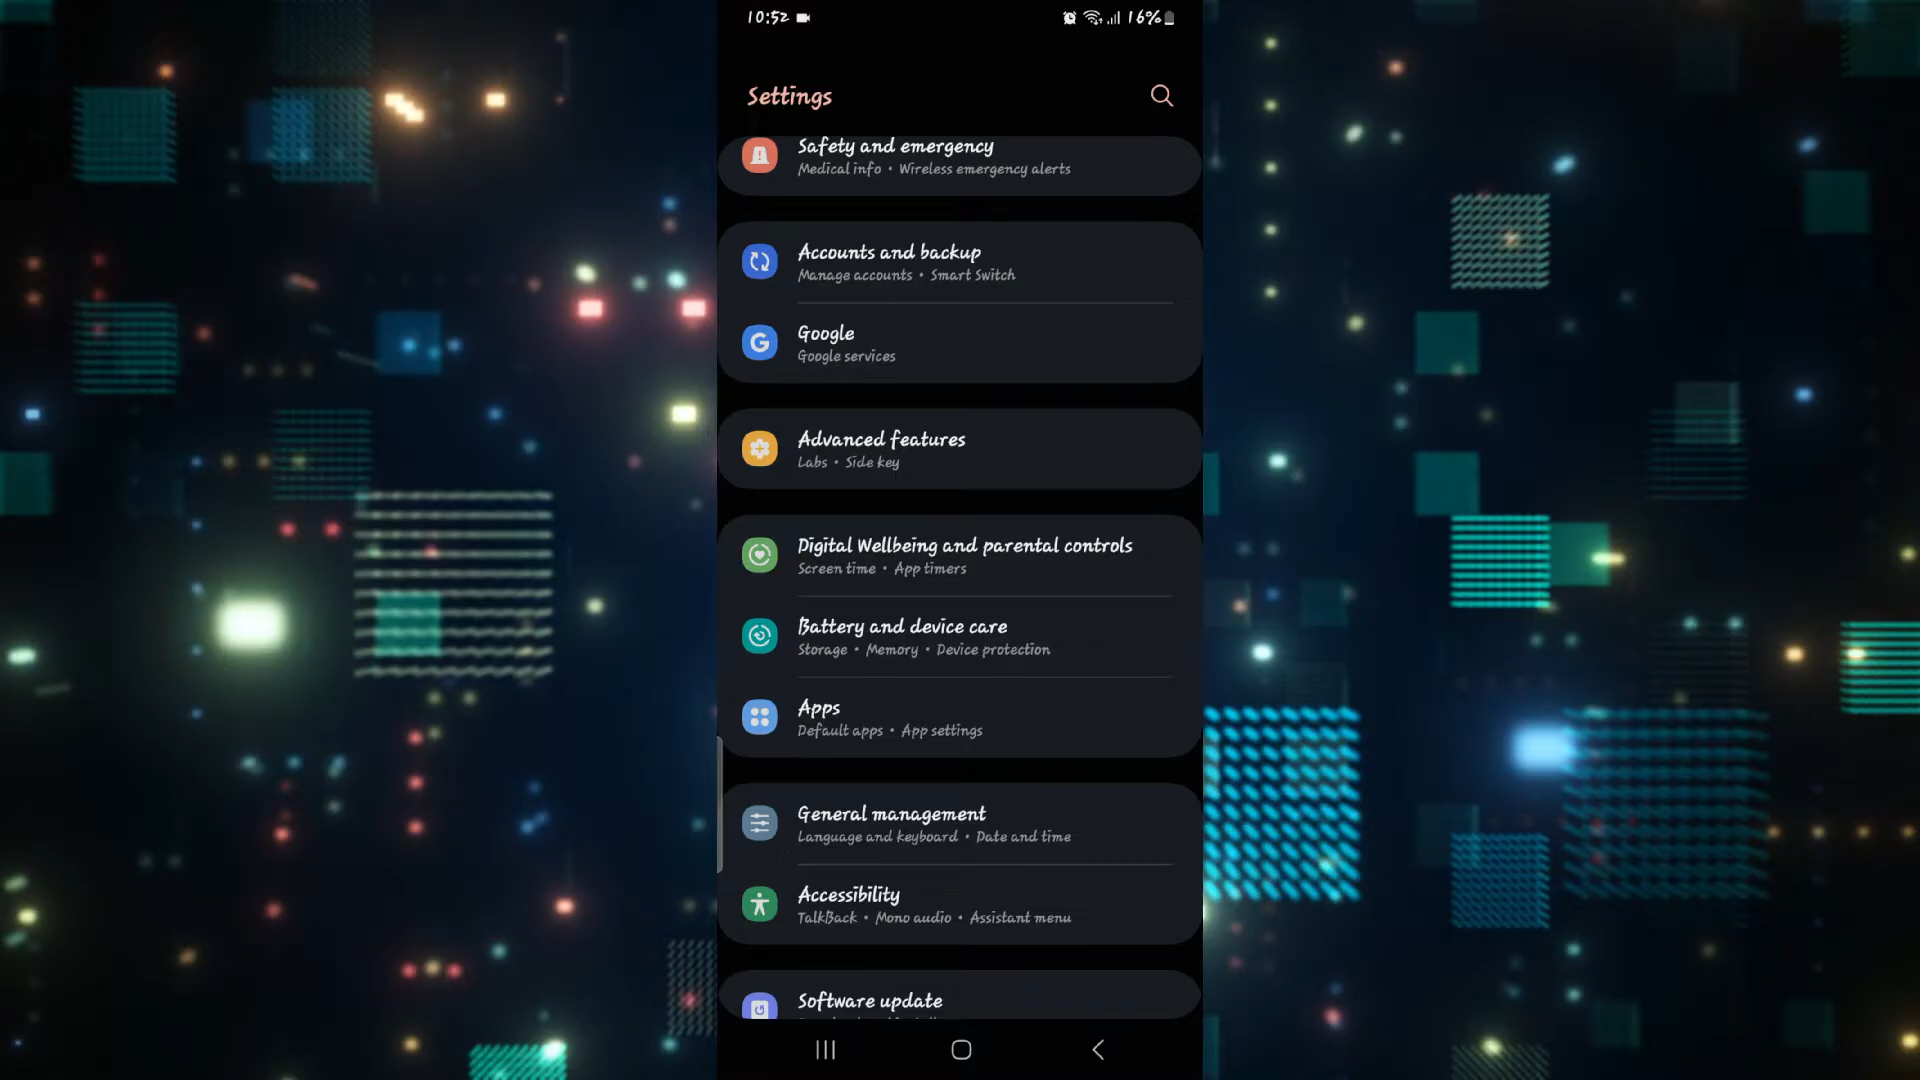 10:52
16%
Settings
Safety and emergency
Medical info • Wireless emergency alerts
Accounts and backup
Manage accounts • Smart Switch
Google
Google services
Advanced features
Labs • Side key
Digital Wellbeing and parental controls
Screen time • App timers
Battery and device care
Storage • Memory • Device protection
Apps
Default apps • App settings
General management
Language and keyboard • Date and time
Accessibility
TalkBack • Mono audio • Assistant menu
Software update